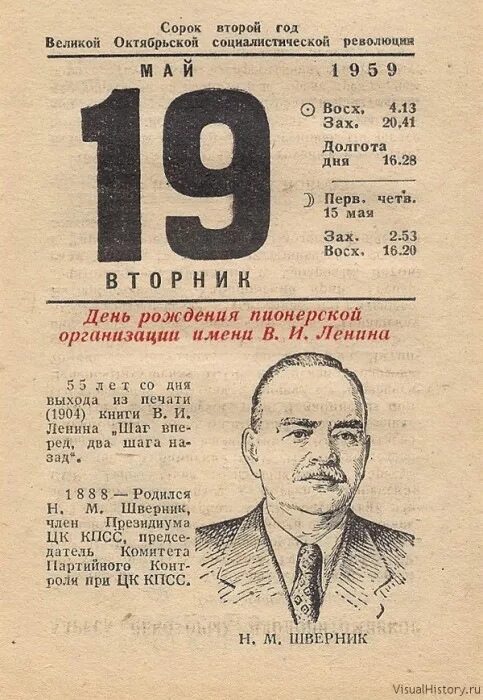 Сорок второй год
Великой Октябрьской социалистической революции
МАЙ 1959
19
ВТОРНИК
Восх. 4.13
Зах. 20.41
Долгота
дня 16.28
Перв. четв.
15 мая
Зах. 2.53
Восх. 16.20
День рождения пионерской
организации имени В. И. Ленина
55 лет со дня
выхода из печати
(1904) книги В. И.
Ленина „Шаг впе-
ред, два шага на-
зад".
1888 — Родился
Н. М. Шверник,
член Президиума
ЦК КПСС, предсе-
датель Комитета
Партийного Конт-
роля при ЦК КПСС.
Н. М. ШВЕРНИК
VisualHistory.ru